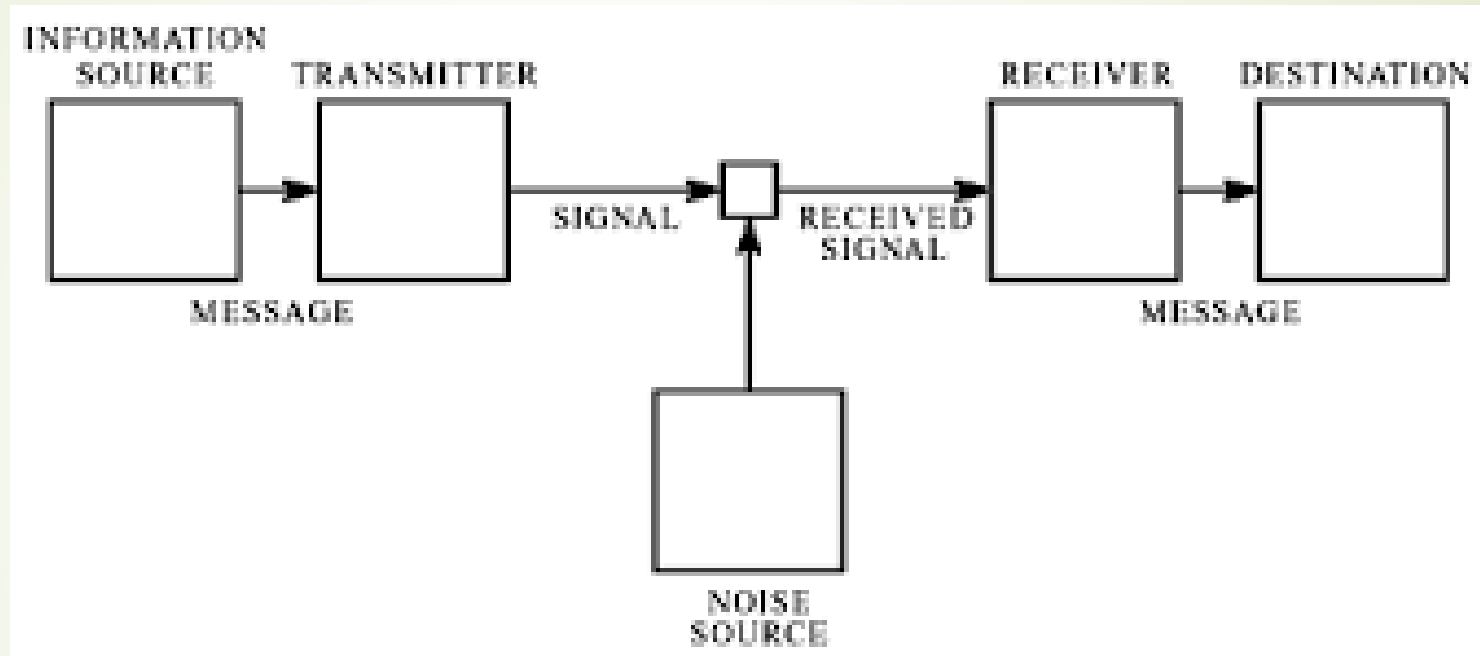 INFORMATION
SOURCE
TRANSMITTER
RECEIVER
DESTINATION
SIGNAL
RECEIVED
SIGNAL
MESSAGE
MESSAGE
NOISE
SOURCE